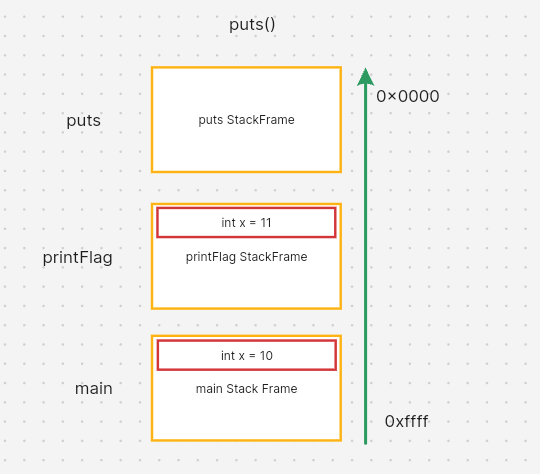 puts()
0×0000
puts
puts StackFrame
int x = 11
printFlag
printFlag StackFrame
int x = 10
main
main Stack Frame
0xffff